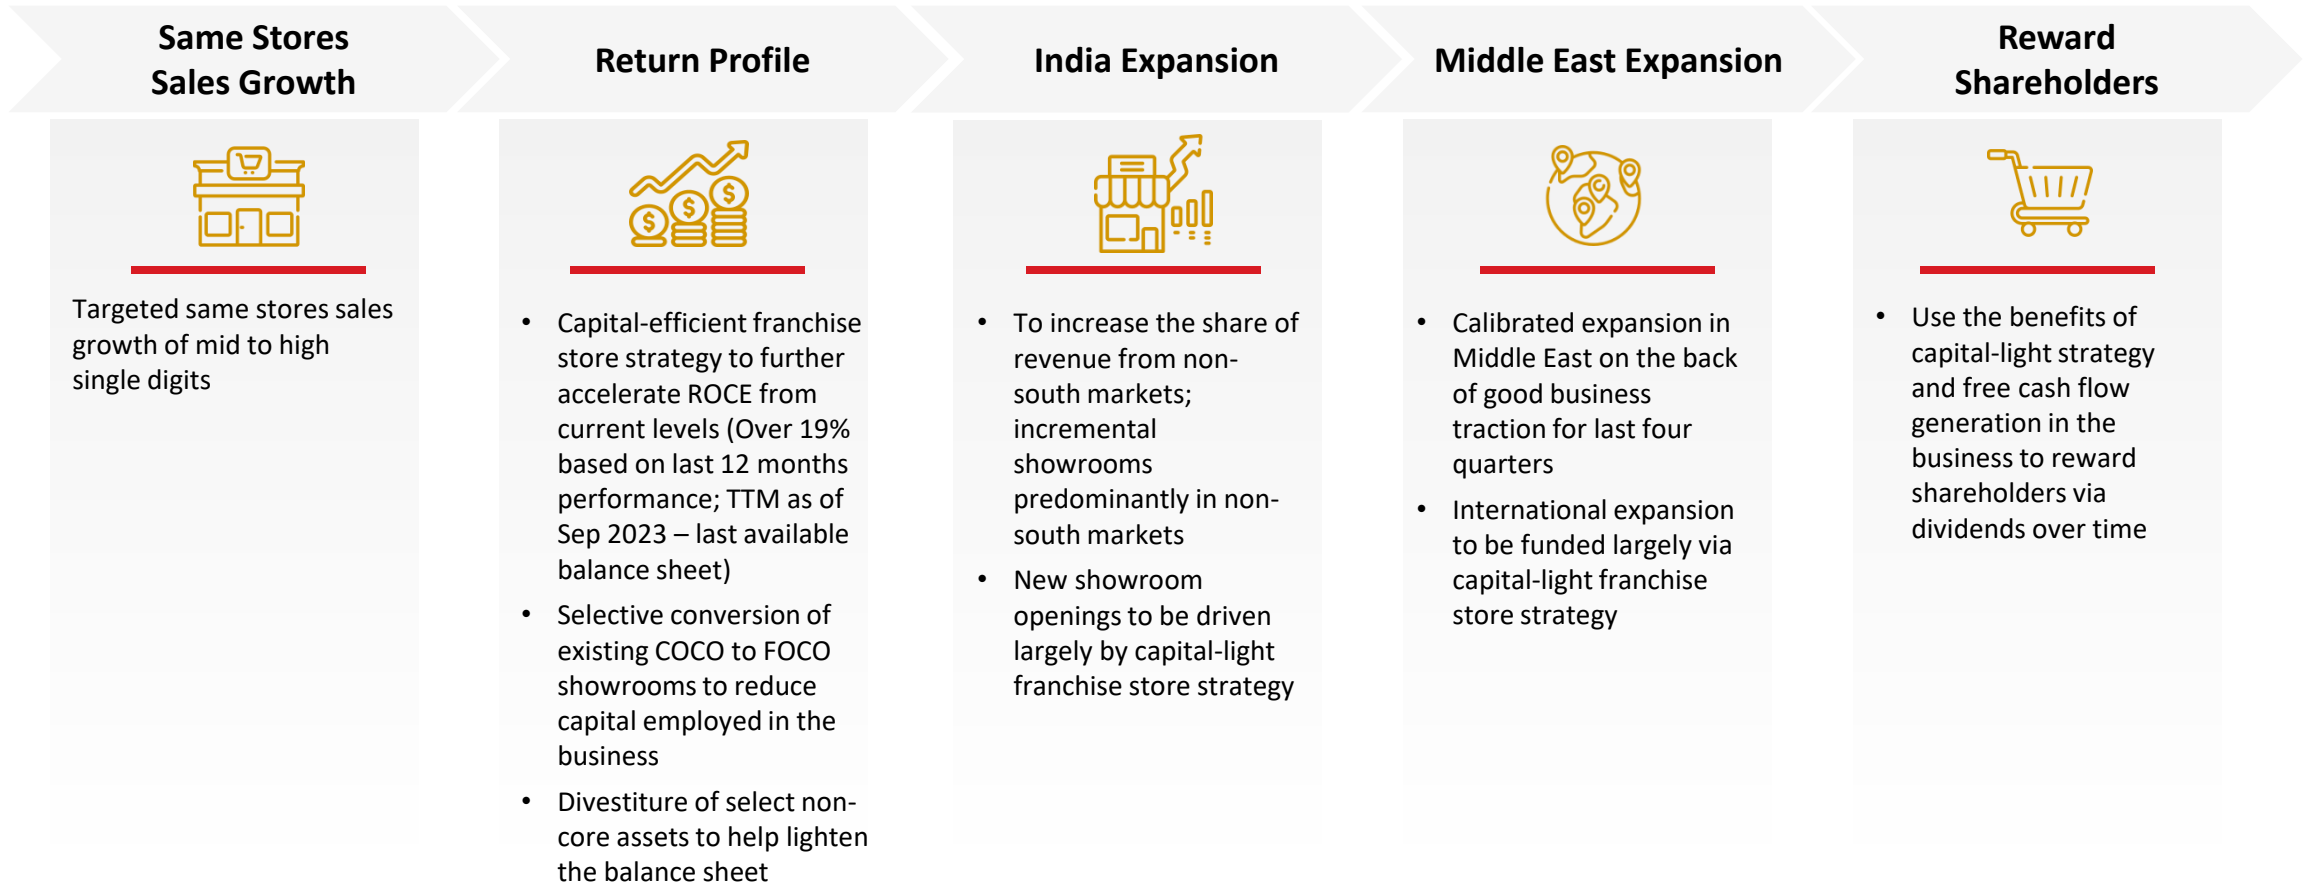 Same Stores
Sales Growth
Return Profile
India Expansion
Middle East Expansion
Reward
Shareholders
Targeted same stores sales
growth of mid to high
single digits
• Capital-efficient franchise
store strategy to further
accelerate ROCE from
current levels (Over 19%
based on last 12 months
performance; TTM as of
Sep 2023 – last available
balance sheet)
• Selective conversion of
existing COCO to FOCO
showrooms to reduce
capital employed in the
business
• Divestiture of select non-
core assets to help lighten
the balance sheet
• To increase the share of
revenue from non-
south markets;
incremental
showrooms
predominantly in non-
south markets
• New showroom
openings to be driven
largely by capital-light
franchise store strategy
• Calibrated expansion in
Middle East on the back
of good business
traction for last four
quarters
• International expansion
to be funded largely via
capital-light franchise
store strategy
• Use the benefits of
capital-light strategy
and free cash flow
generation in the
business to reward
shareholders via
dividends over time